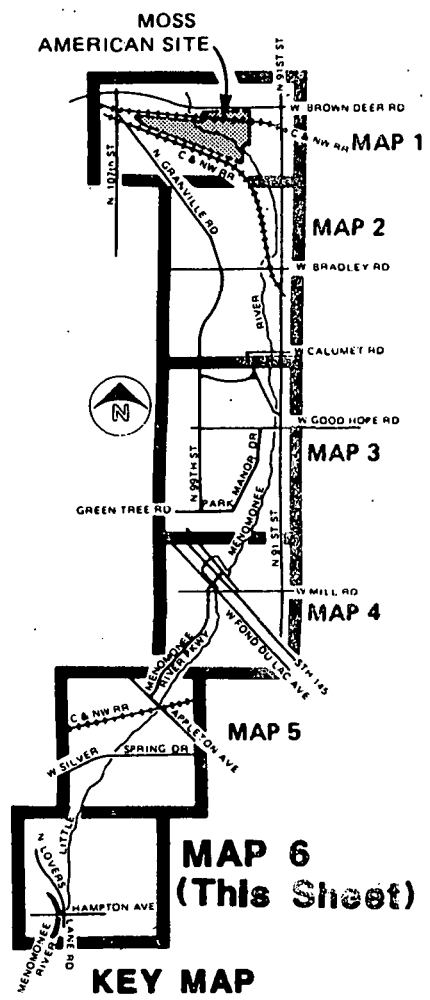 MOSS
AMERICAN SITE
N 91ST ST
W BROWN DEER RD
C & NW RR
MAP 1
C & NW RR
N 107th ST
N GRANVILLE RD
MAP 2
W BRADLEY RD
RIVER
W CALUMET RD
N
W GOOD HOPE RD
MAP 3
N 99TH ST
PARK MANOR DR
GREEN TREE RD
MENOMONEE
N 91 ST ST
W MILL RD
MAP 4
W FOND DU LAC AVE
STH 145
MENOMONEE
RIVER PKWY
C & NW RR
APPLETON AVE
MAP 5
W SILVER SPRING DR
LITTLE
MAP 6
(This Sheet)
N LOVERS
HAMPTON AVE
LANE RD
MENOMONEE
RIVER
KEY MAP